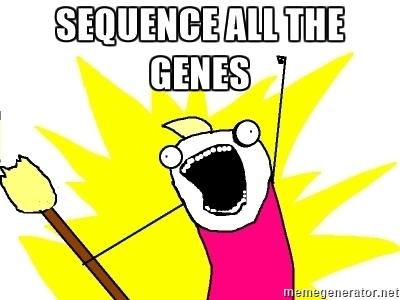 SEQUENCE ALL THE
GENES
memegenerator.net